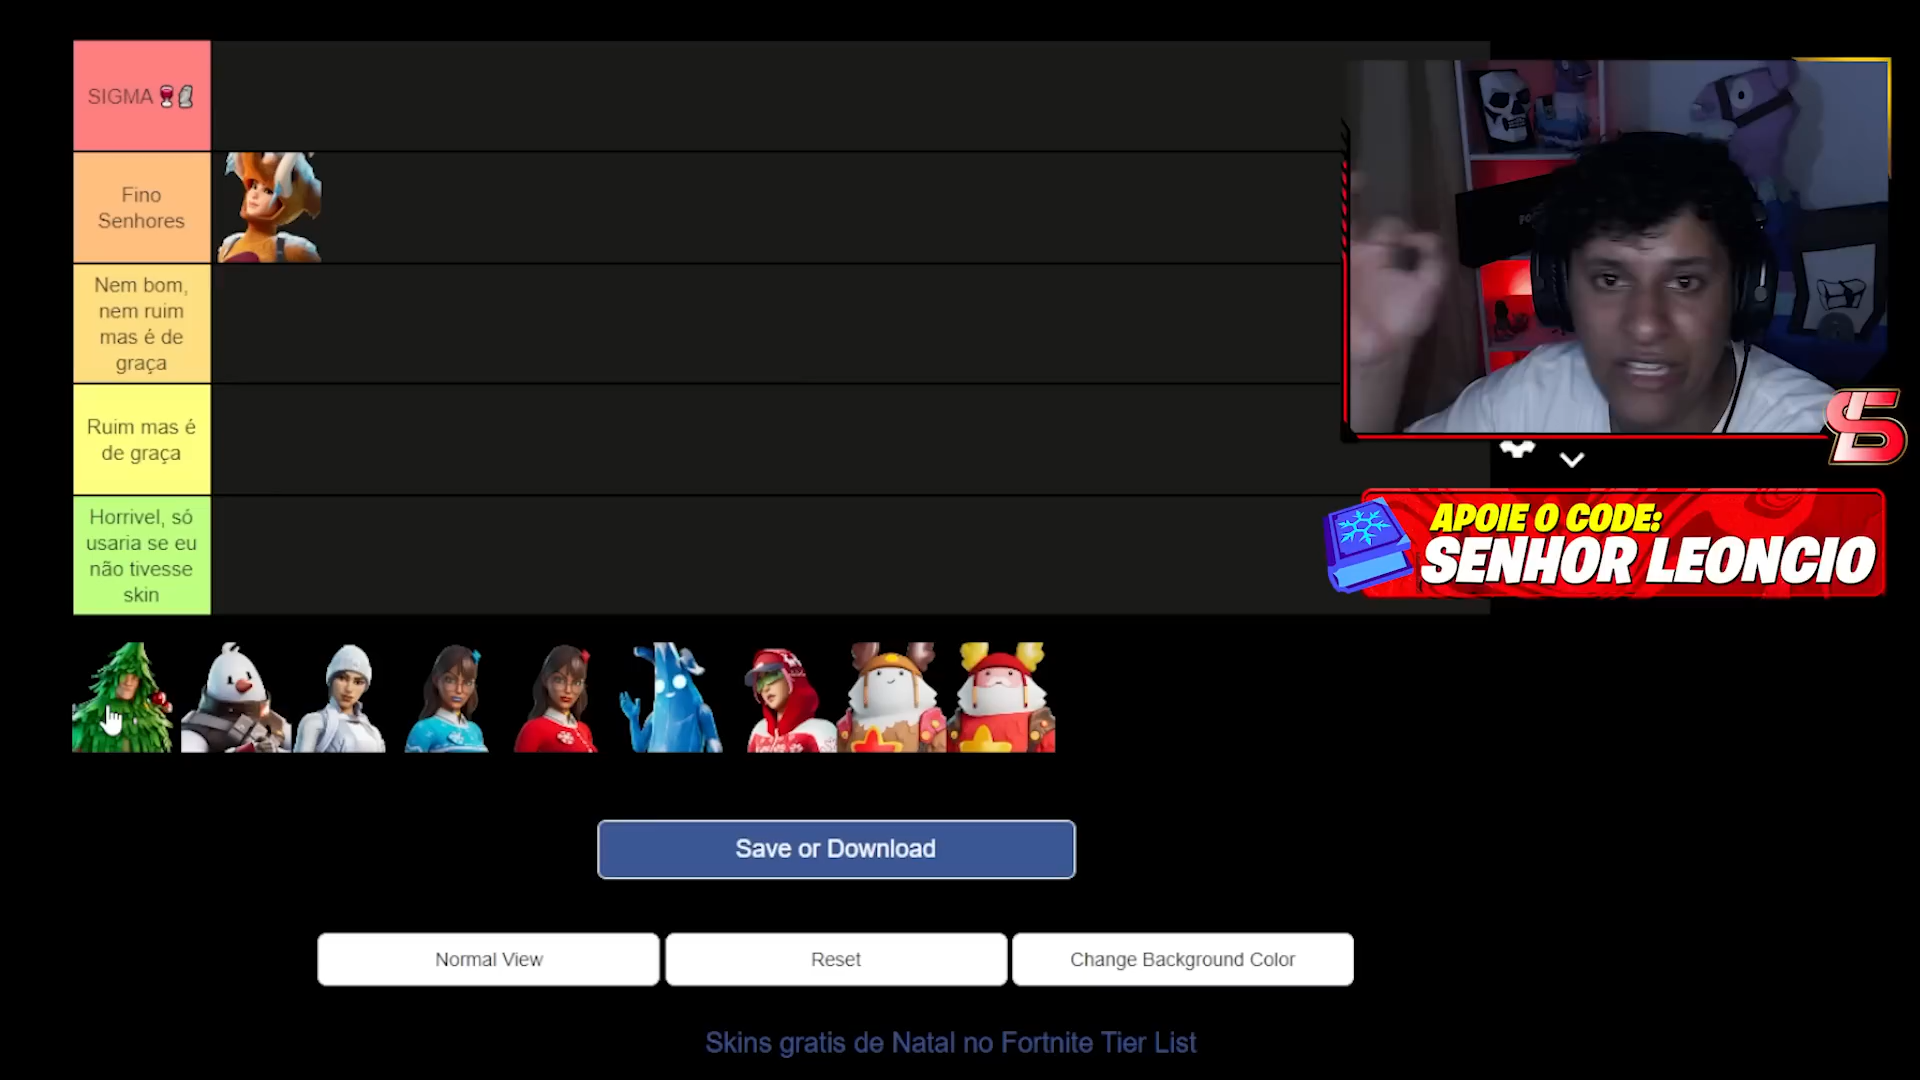 SIGMA🍷🗿
Fino
Senhores
Nem bom,
nem ruim
mas é de
graça
Ruim mas é
de graça
Horrivel, só
usaria se eu
não tivesse
skin
APOIE O CODE:
SENHOR LEONCIO
Save or Download
Normal View
Reset
Change Background Color
Skins gratis de Natal no Fortnite Tier List